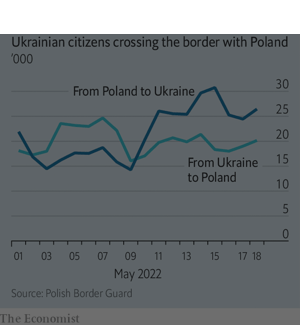 Ukrainian citizens crossing the border with Poland
'000
From Poland to Ukraine
30
25
20
From Ukraine
to Poland
15
10
5
0
01 03 05 07 09 11 13 15 17 18
May 2022
Source: Polish Border Guard
The Economist